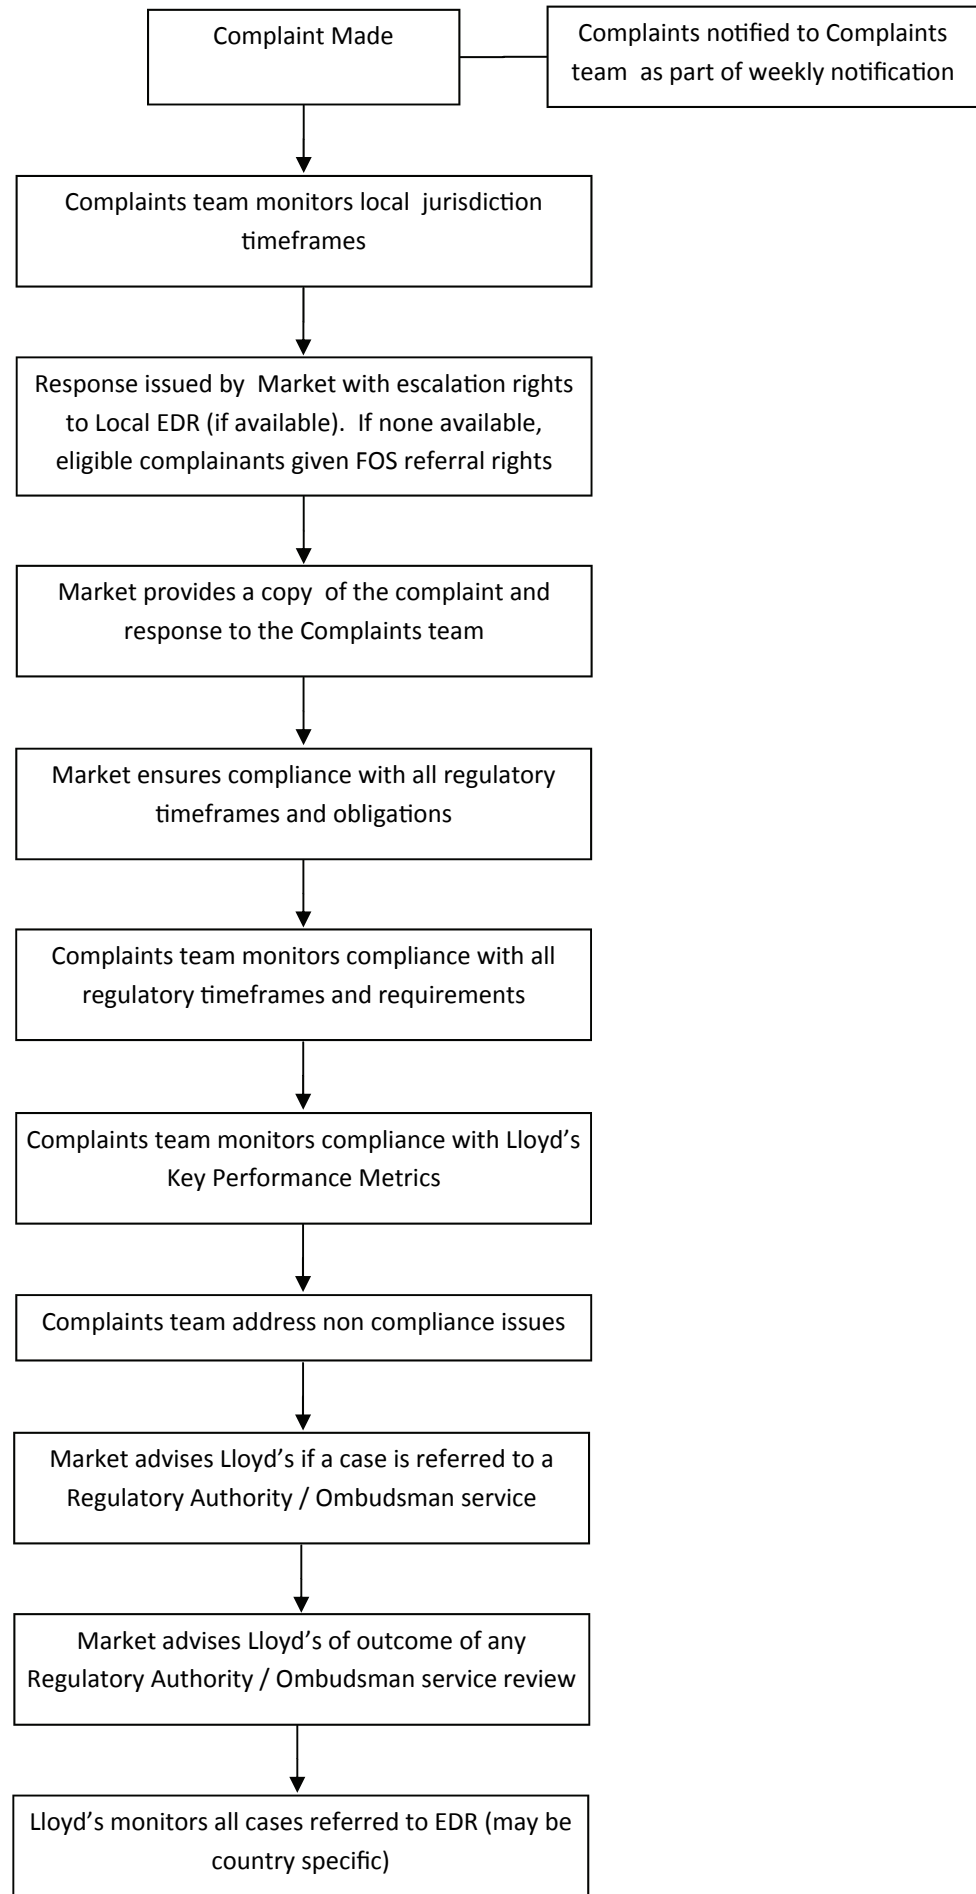 Complaint Made
Complaints notified to Complaints
team as part of weekly notification
Complaints team monitors local jurisdiction
timeframes
Response issued by Market with escalation rights
to Local EDR (if available). If none available,
eligible complainants given FOS referral rights
Market provides a copy of the complaint and
response to the Complaints team
Market ensures compliance with all regulatory
timeframes and obligations
Complaints team monitors compliance with all
regulatory timeframes and requirements
Complaints team monitors compliance with Lloyd’s
Key Performance Metrics
Complaints team address non compliance issues
Market advises Lloyd’s if a case is referred to a
Regulatory Authority / Ombudsman service
Market advises Lloyd’s of outcome of any
Regulatory Authority / Ombudsman service review
Lloyd’s monitors all cases referred to EDR (may be
country specific)